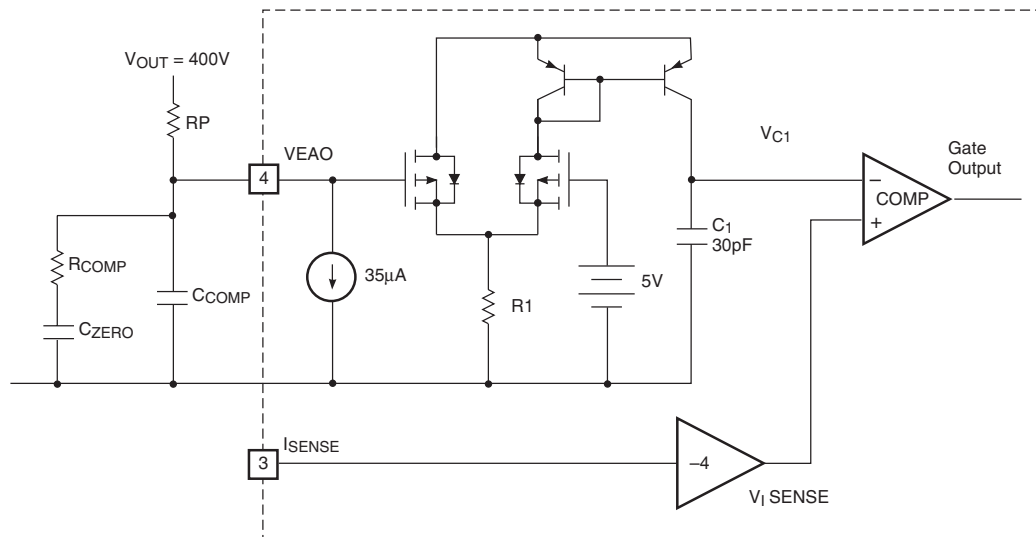 VOUT = 400V
RP
VEAO
4
RCOMP
CCOMP
CZERO
35µA
R1
5V
C1
30pF
VC1
COMP
−
+
Gate
Output
ISENSE
3
−4
VI SENSE